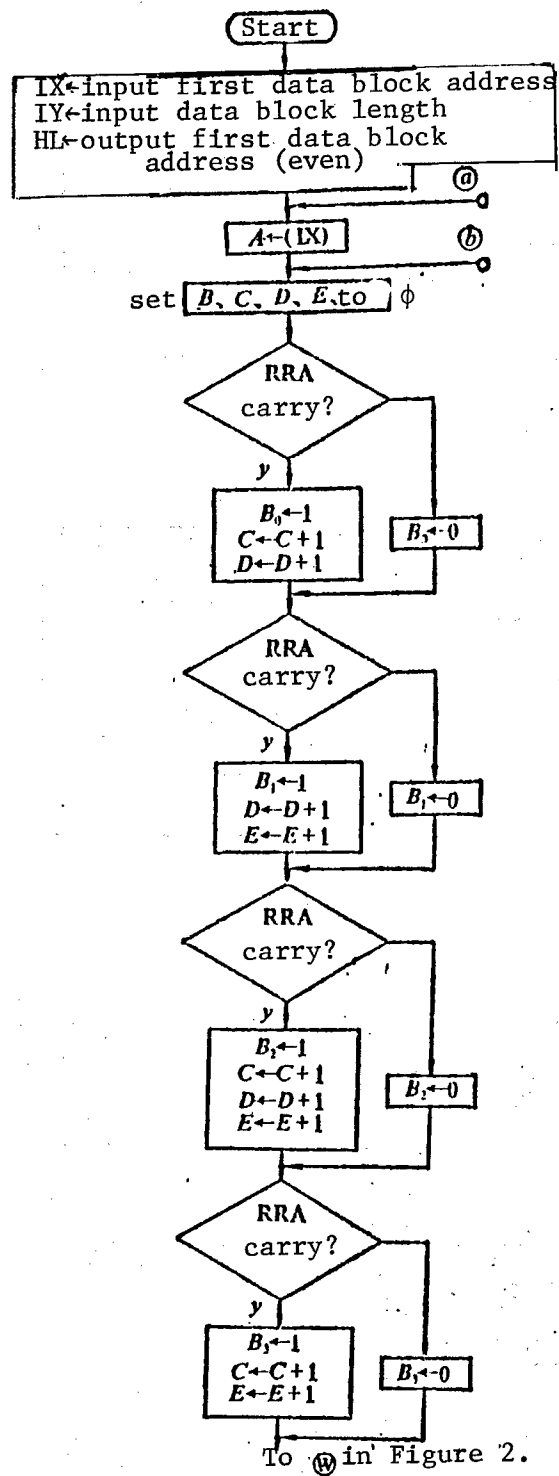 Start
IX←input first data block address
IY←input data block length
HL←output first data block
address (even)
ⓐ
A←(IX)
ⓑ
set B、C、D、E、to ϕ
RRA
carry?
y
B₀←1
C←C+1
D←D+1
B₀←0
RRA
carry?
y
B₁←1
D←D+1
E←E+1
B₁←0
RRA
carry?
y
B₂←1
C←C+1
D←D+1
E←E+1
B₂←0
RRA
carry?
y
B₃←1
C←C+1
E←E+1
B₃←0
To ⓦ in Figure 2.